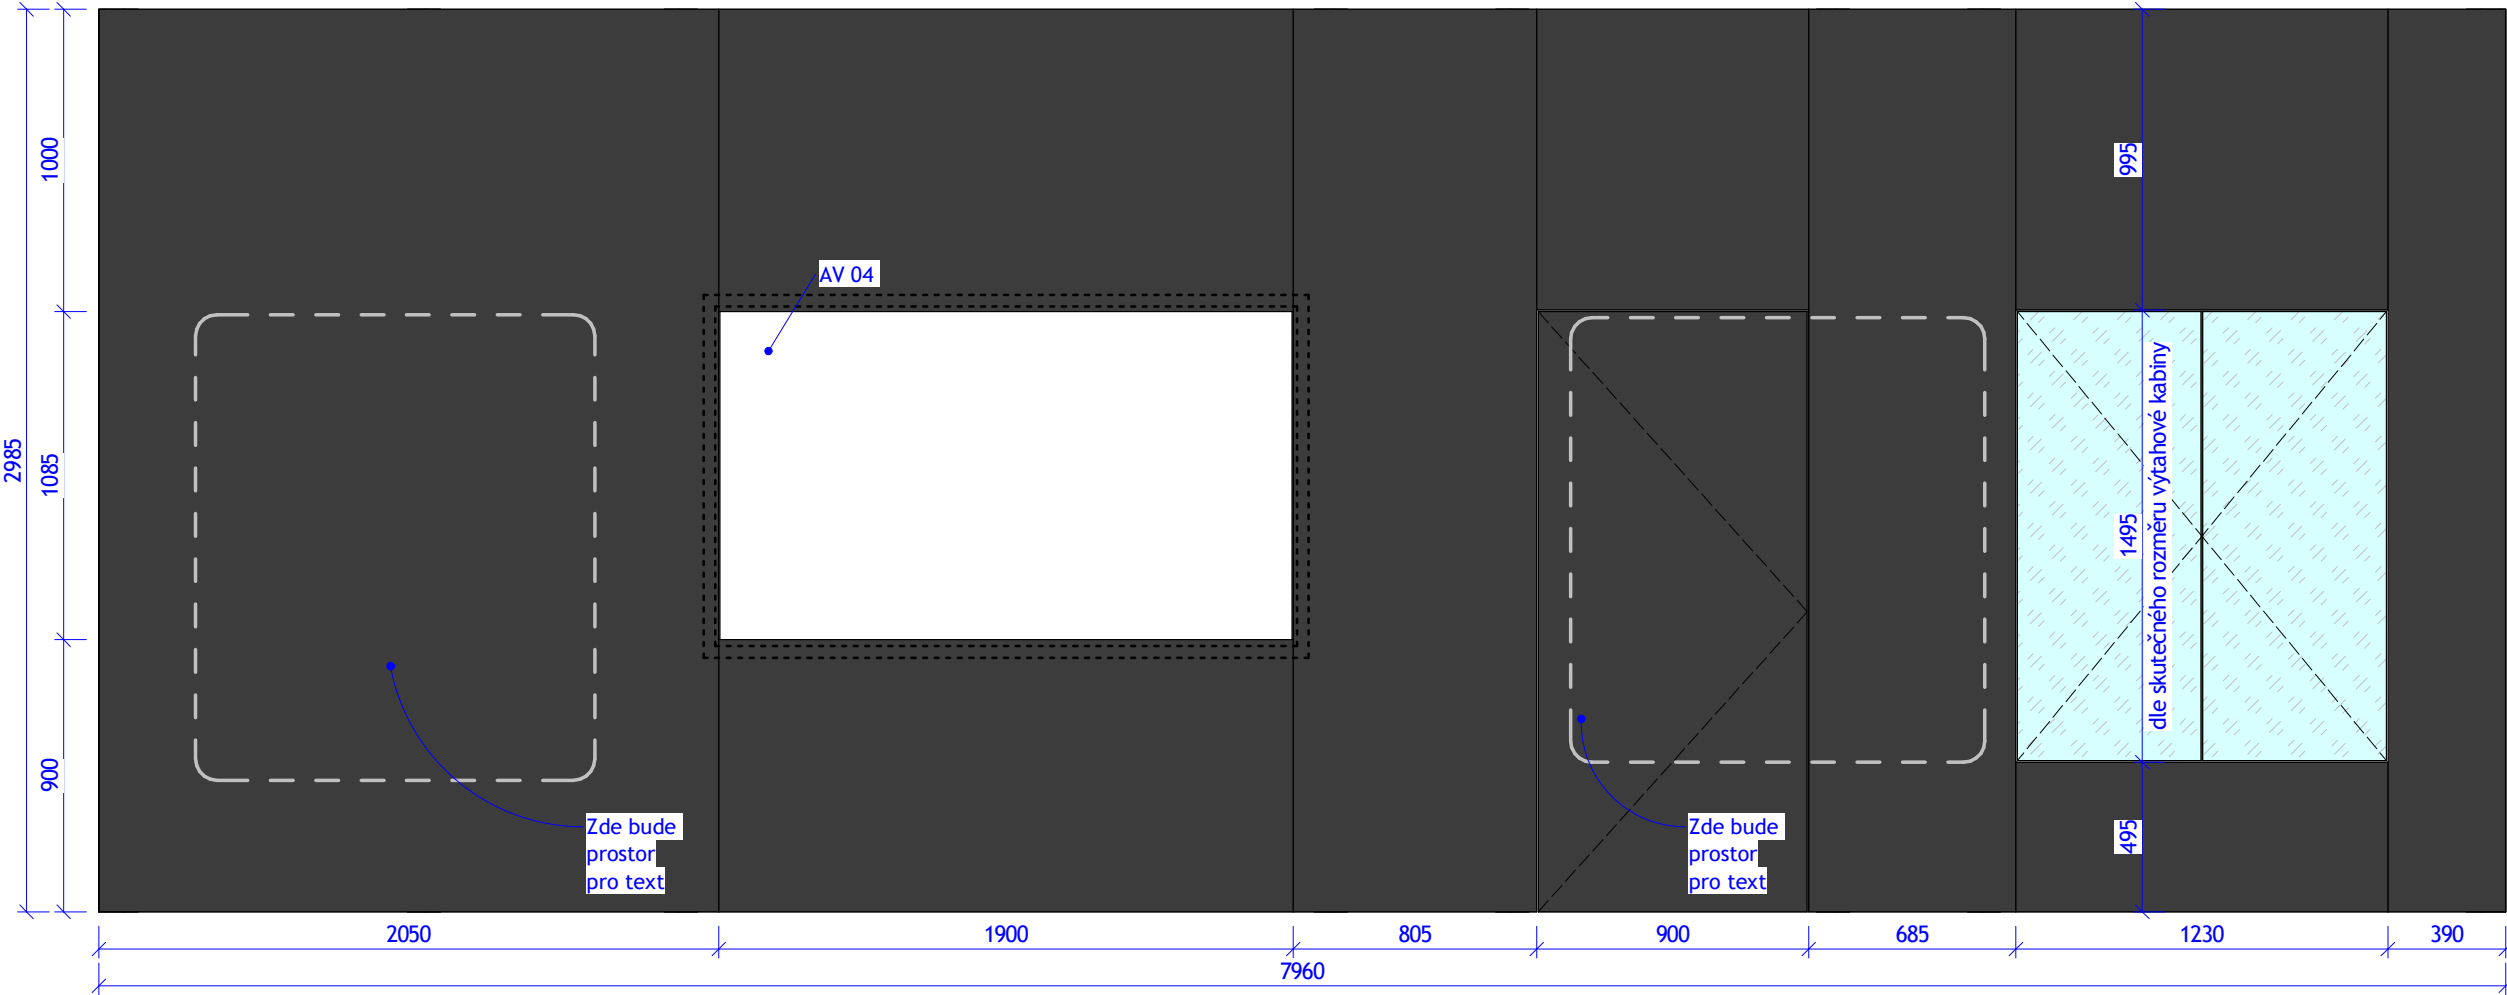 1000
995
AV 04
2985
1085
1495
dle skutečného rozměru výtahové kabiny
900
495
Zde bude
prostor
pro text
Zde bude
prostor
pro text
2050
1900
805
900
685
1230
390
7960